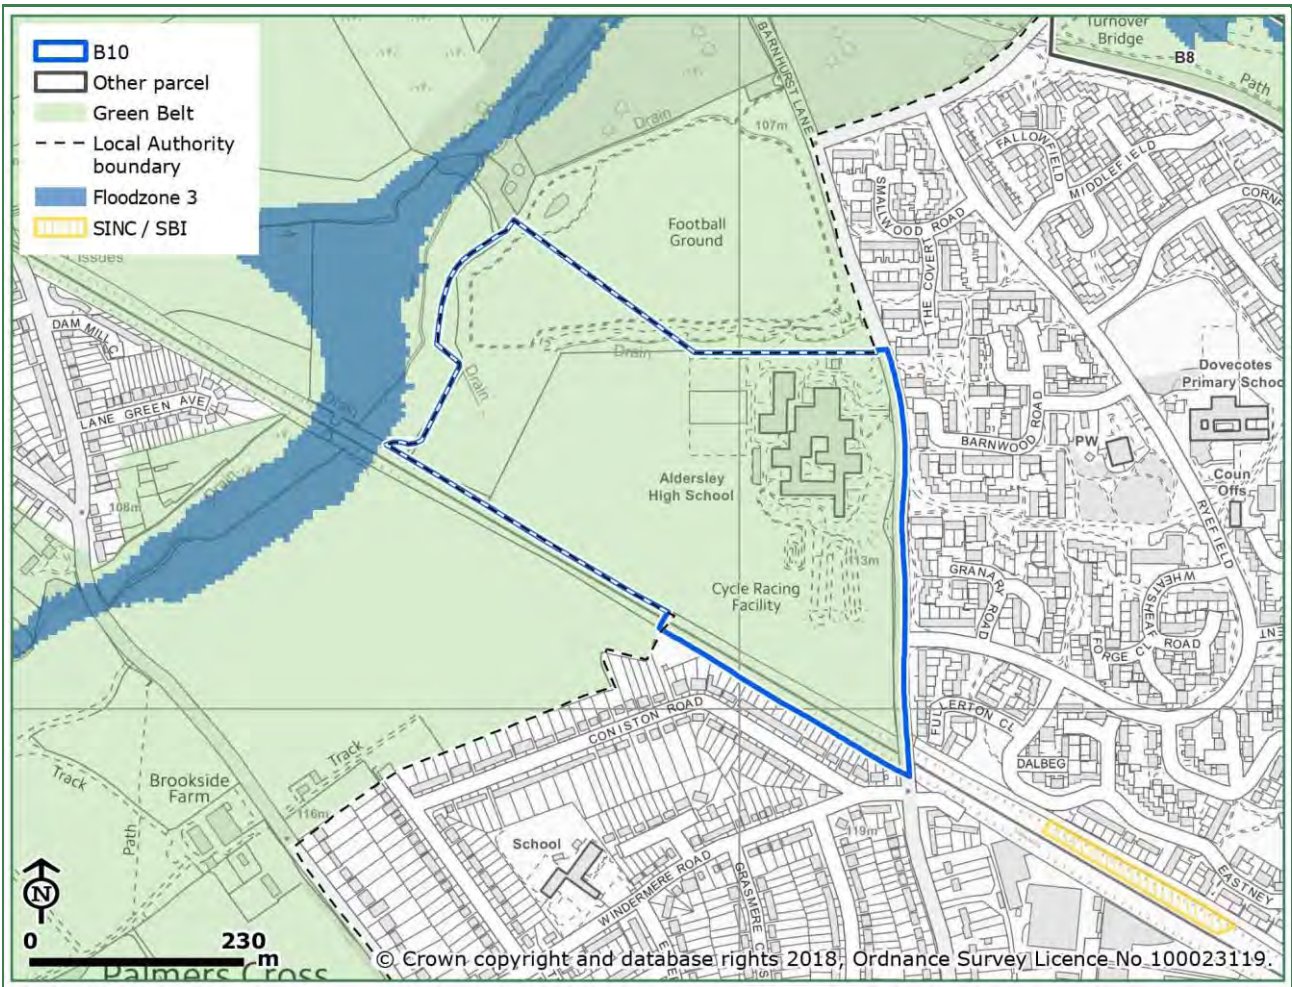 B10
Other parcel
Green Belt
Local Authority
boundary
Floodzone 3
SINC / SBI
Turnover
Bridge
B8
Path
BARNHURST LANE
Drain
107m
FALLOWFIELD
MIDDLEFIELD
SMALLWOOD ROAD
THE COVERT
Football
Ground
Issues
DAM MILL C
LANE GREEN AVE
Drain
Drain
Drain
Drain
108m
Dovecotes
Primary Schoo
BARNWOOD ROAD
PW
Coun
Offs
Aldersley
High School
RYEFIELD
113m
Cycle Racing
Facility
GRANARY ROAD
WHEATSHEAF ROAD
FORGE CL
FULLERTON CL
DALBEG
CONISTON ROAD
Track
Track
Brookside
Farm
Path
116m
School
WINDERMERE ROAD
GRASMERE C
119m
EASTNEY
N
0 230
m
Palmers Cross
© Crown copyright and database rights 2018, Ordnance Survey Licence No 100023119.